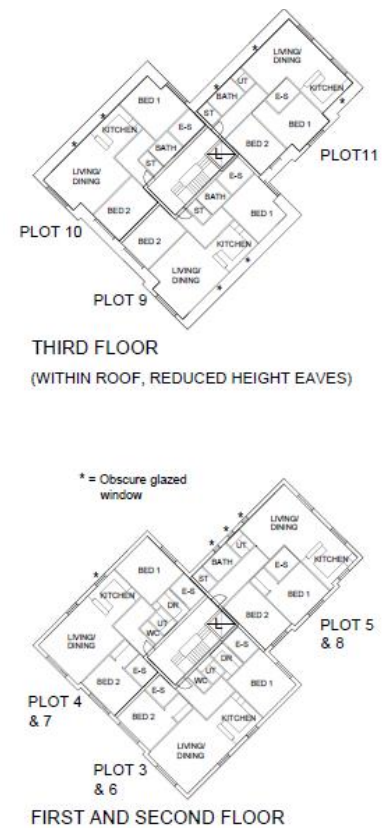 *
LIVING/
DINING
UT
BATH
*
KITCHEN
ST
E-S
*
BED 1
BED 1
*
KITCHEN
E-S
BED 2
PLOT11
*
BATH
L
E-S
LIVING/
DINING
ST
BATH
BED 1
BED 2
ST
PLOT 10
BED 2
KITCHEN
*
LIVING/
DINING
*
PLOT 9
THIRD FLOOR
(WITHIN ROOF, REDUCED HEIGHT EAVES)
* = Obscure glazed
window
*
*
*
LIVING/
DINING
UT
BATH
KITCHEN
E-S
ST
BED 1
*
BED 1
E-S
KITCHEN
DR
BED 2
PLOT 5
& 8
UT
WC
L
E-S
DR
LIVING/
DINING
UT
WC
BED 1
E-S
BED 2
E-S
PLOT 4
& 7
BED 2
KITCHEN
LIVING/
DINING
PLOT 3
& 6
FIRST AND SECOND FLOOR